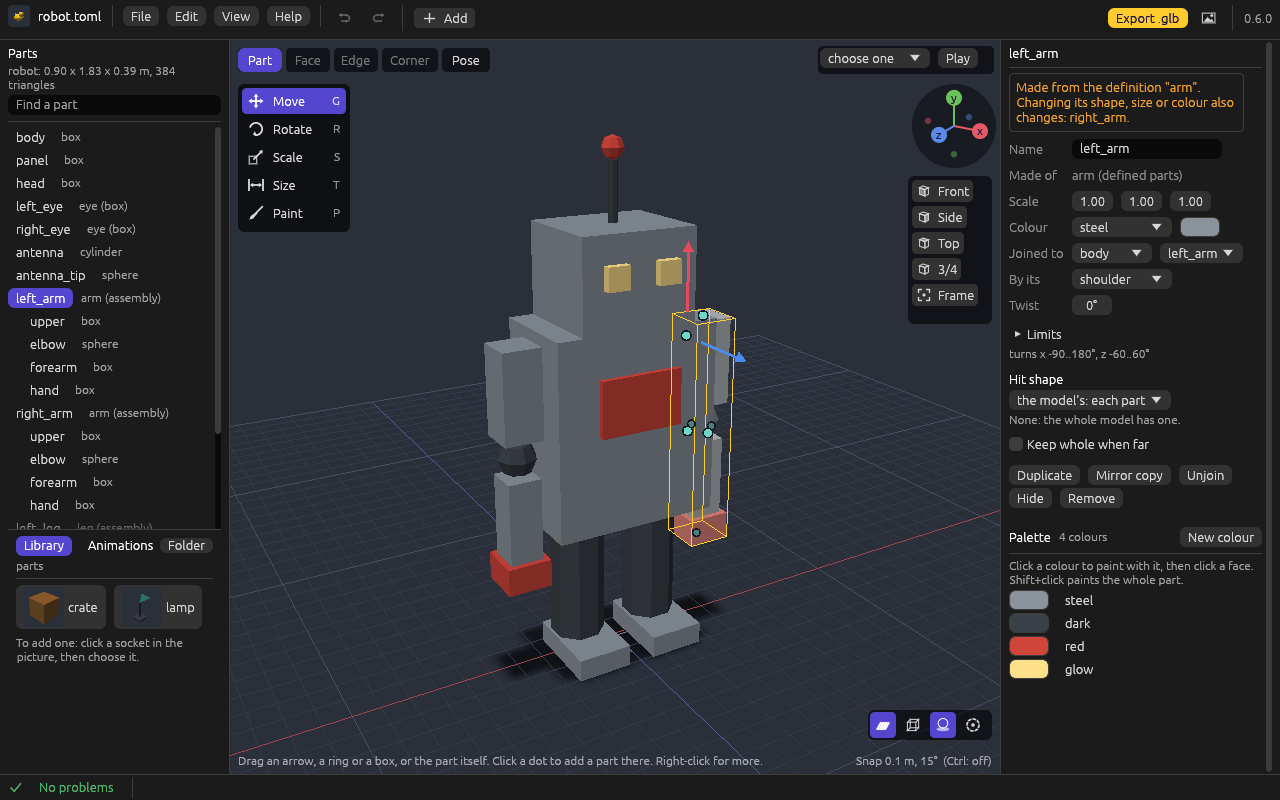 robot.toml File Edit View Help Add Export .glb 0.6.0
Parts
robot: 0.90 x 1.83 x 0.39 m, 384
triangles
Find a part
body box
panel box
head box
left_eye eye (box)
right_eye eye (box)
antenna cylinder
antenna_tip sphere
left_arm arm (assembly)
upper box
elbow sphere
forearm box
hand box
right_arm arm (assembly)
upper box
elbow sphere
forearm box
hand box
left_leg leg (assembly)
Library Animations Folder
parts
crate lamp
To add one: click a socket in the
picture, then choose it.
Part Face Edge Corner Pose
Move G
Rotate R
Scale S
Size T
Paint P
choose one Play
y
x
z
Front
Side
Top
3/4
Frame
Drag an arrow, a ring or a box, or the part itself. Click a dot to add a part there. Right-click for more.
Snap 0.1 m, 15° (Ctrl: off)
left_arm
Made from the definition "arm".
Changing its shape, size or colour also
changes: right_arm.
Name left_arm
Made of arm (defined parts)
Scale 1.00 1.00 1.00
Colour steel
Joined to body left_arm
By its shoulder
Twist 0°
Limits
turns x -90..180°, z -60..60°
Hit shape
the model's: each part
None: the whole model has one.
Keep whole when far
Duplicate Mirror copy Unjoin
Hide Remove
Palette 4 colours New colour
Click a colour to paint with it, then click a face.
Shift+click paints the whole part.
steel
dark
red
glow
No problems